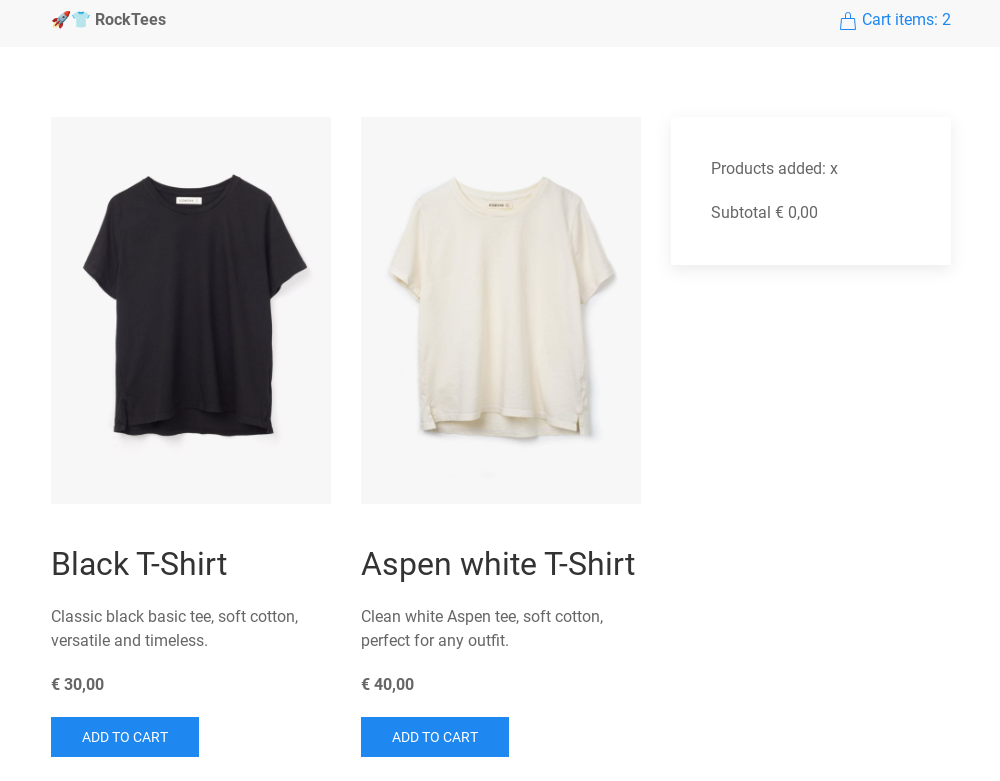 🚀👕 RockTees
Cart items: 2
Products added: x
Subtotal € 0,00
Black T-Shirt
Classic black basic tee, soft cotton,
versatile and timeless.
€ 30,00
ADD TO CART
Aspen white T-Shirt
Clean white Aspen tee, soft cotton,
perfect for any outfit.
€ 40,00
ADD TO CART